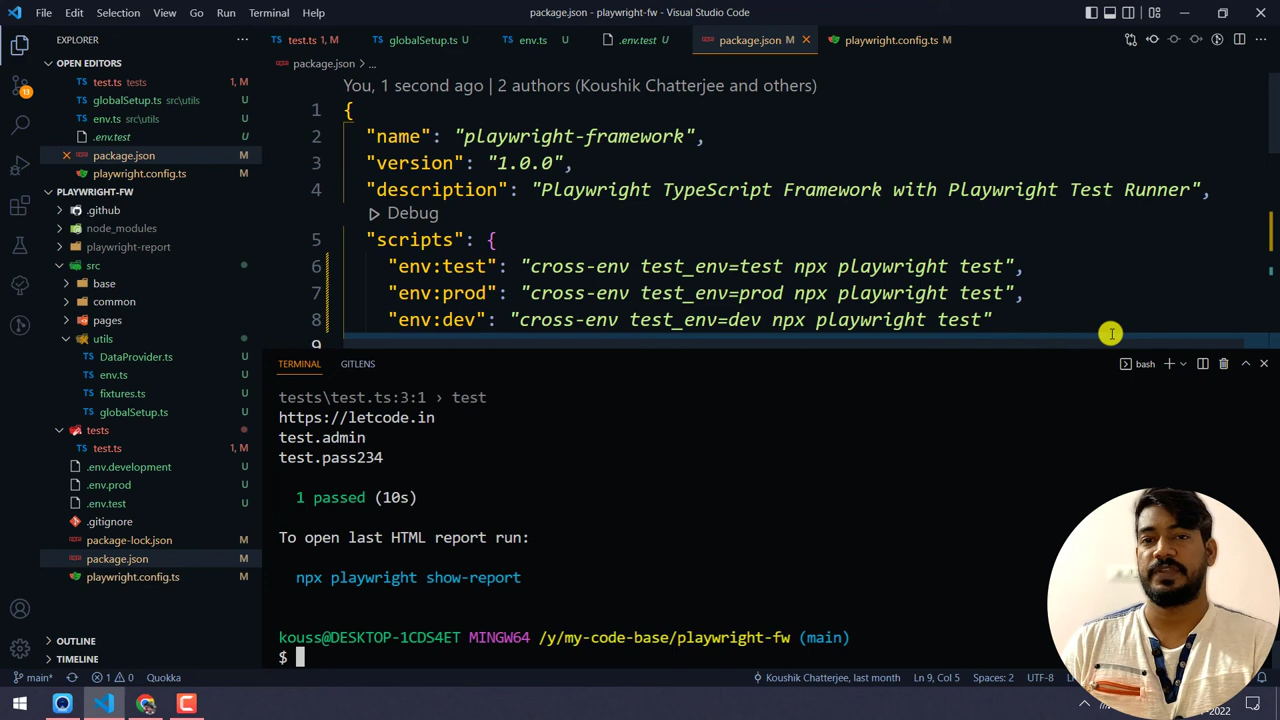 File Edit Selection View Go Run Terminal Help package.json - playwright-fw - Visual Studio Code
EXPLORER
OPEN EDITORS
TS test.ts tests 1, M
TS globalSetup.ts src\utils U
TS env.ts src\utils U
.env.test U
package.json M
playwright.config.ts M
PLAYWRIGHT-FW
.github
node_modules
playwright-report
src
base
common
pages
utils
TS DataProvider.ts U
TS env.ts U
TS fixtures.ts U
TS globalSetup.ts U
tests
TS test.ts 1, M
.env.development U
.env.prod U
.env.test U
.gitignore
package-lock.json M
package.json M
playwright.config.ts M
OUTLINE
TIMELINE
13
TS test.ts 1, M TS globalSetup.ts U TS env.ts U .env.test U package.json M playwright.config.ts M
package.json > ...
You, 1 second ago | 2 authors (Koushik Chatterjee and others)
1 {
2 "name": "playwright-framework",
3 "version": "1.0.0",
4 "description": "Playwright TypeScript Framework with Playwright Test Runner",
Debug
5 "scripts": {
6 "env:test": "cross-env test_env=test npx playwright test",
7 "env:prod": "cross-env test_env=prod npx playwright test",
8 "env:dev": "cross-env test_env=dev npx playwright test"
9
TERMINAL GITLENS bash
tests\test.ts:3:1 › test
https://letcode.in
test.admin
test.pass234
1 passed (10s)
To open last HTML report run:
npx playwright show-report
kouss@DESKTOP-1CDS4ET MINGW64 /y/my-code-base/playwright-fw (main)
$
main* 1 0 Quokka Koushik Chatterjee, last month Ln 9, Col 5 Spaces: 2 UTF-8
2022